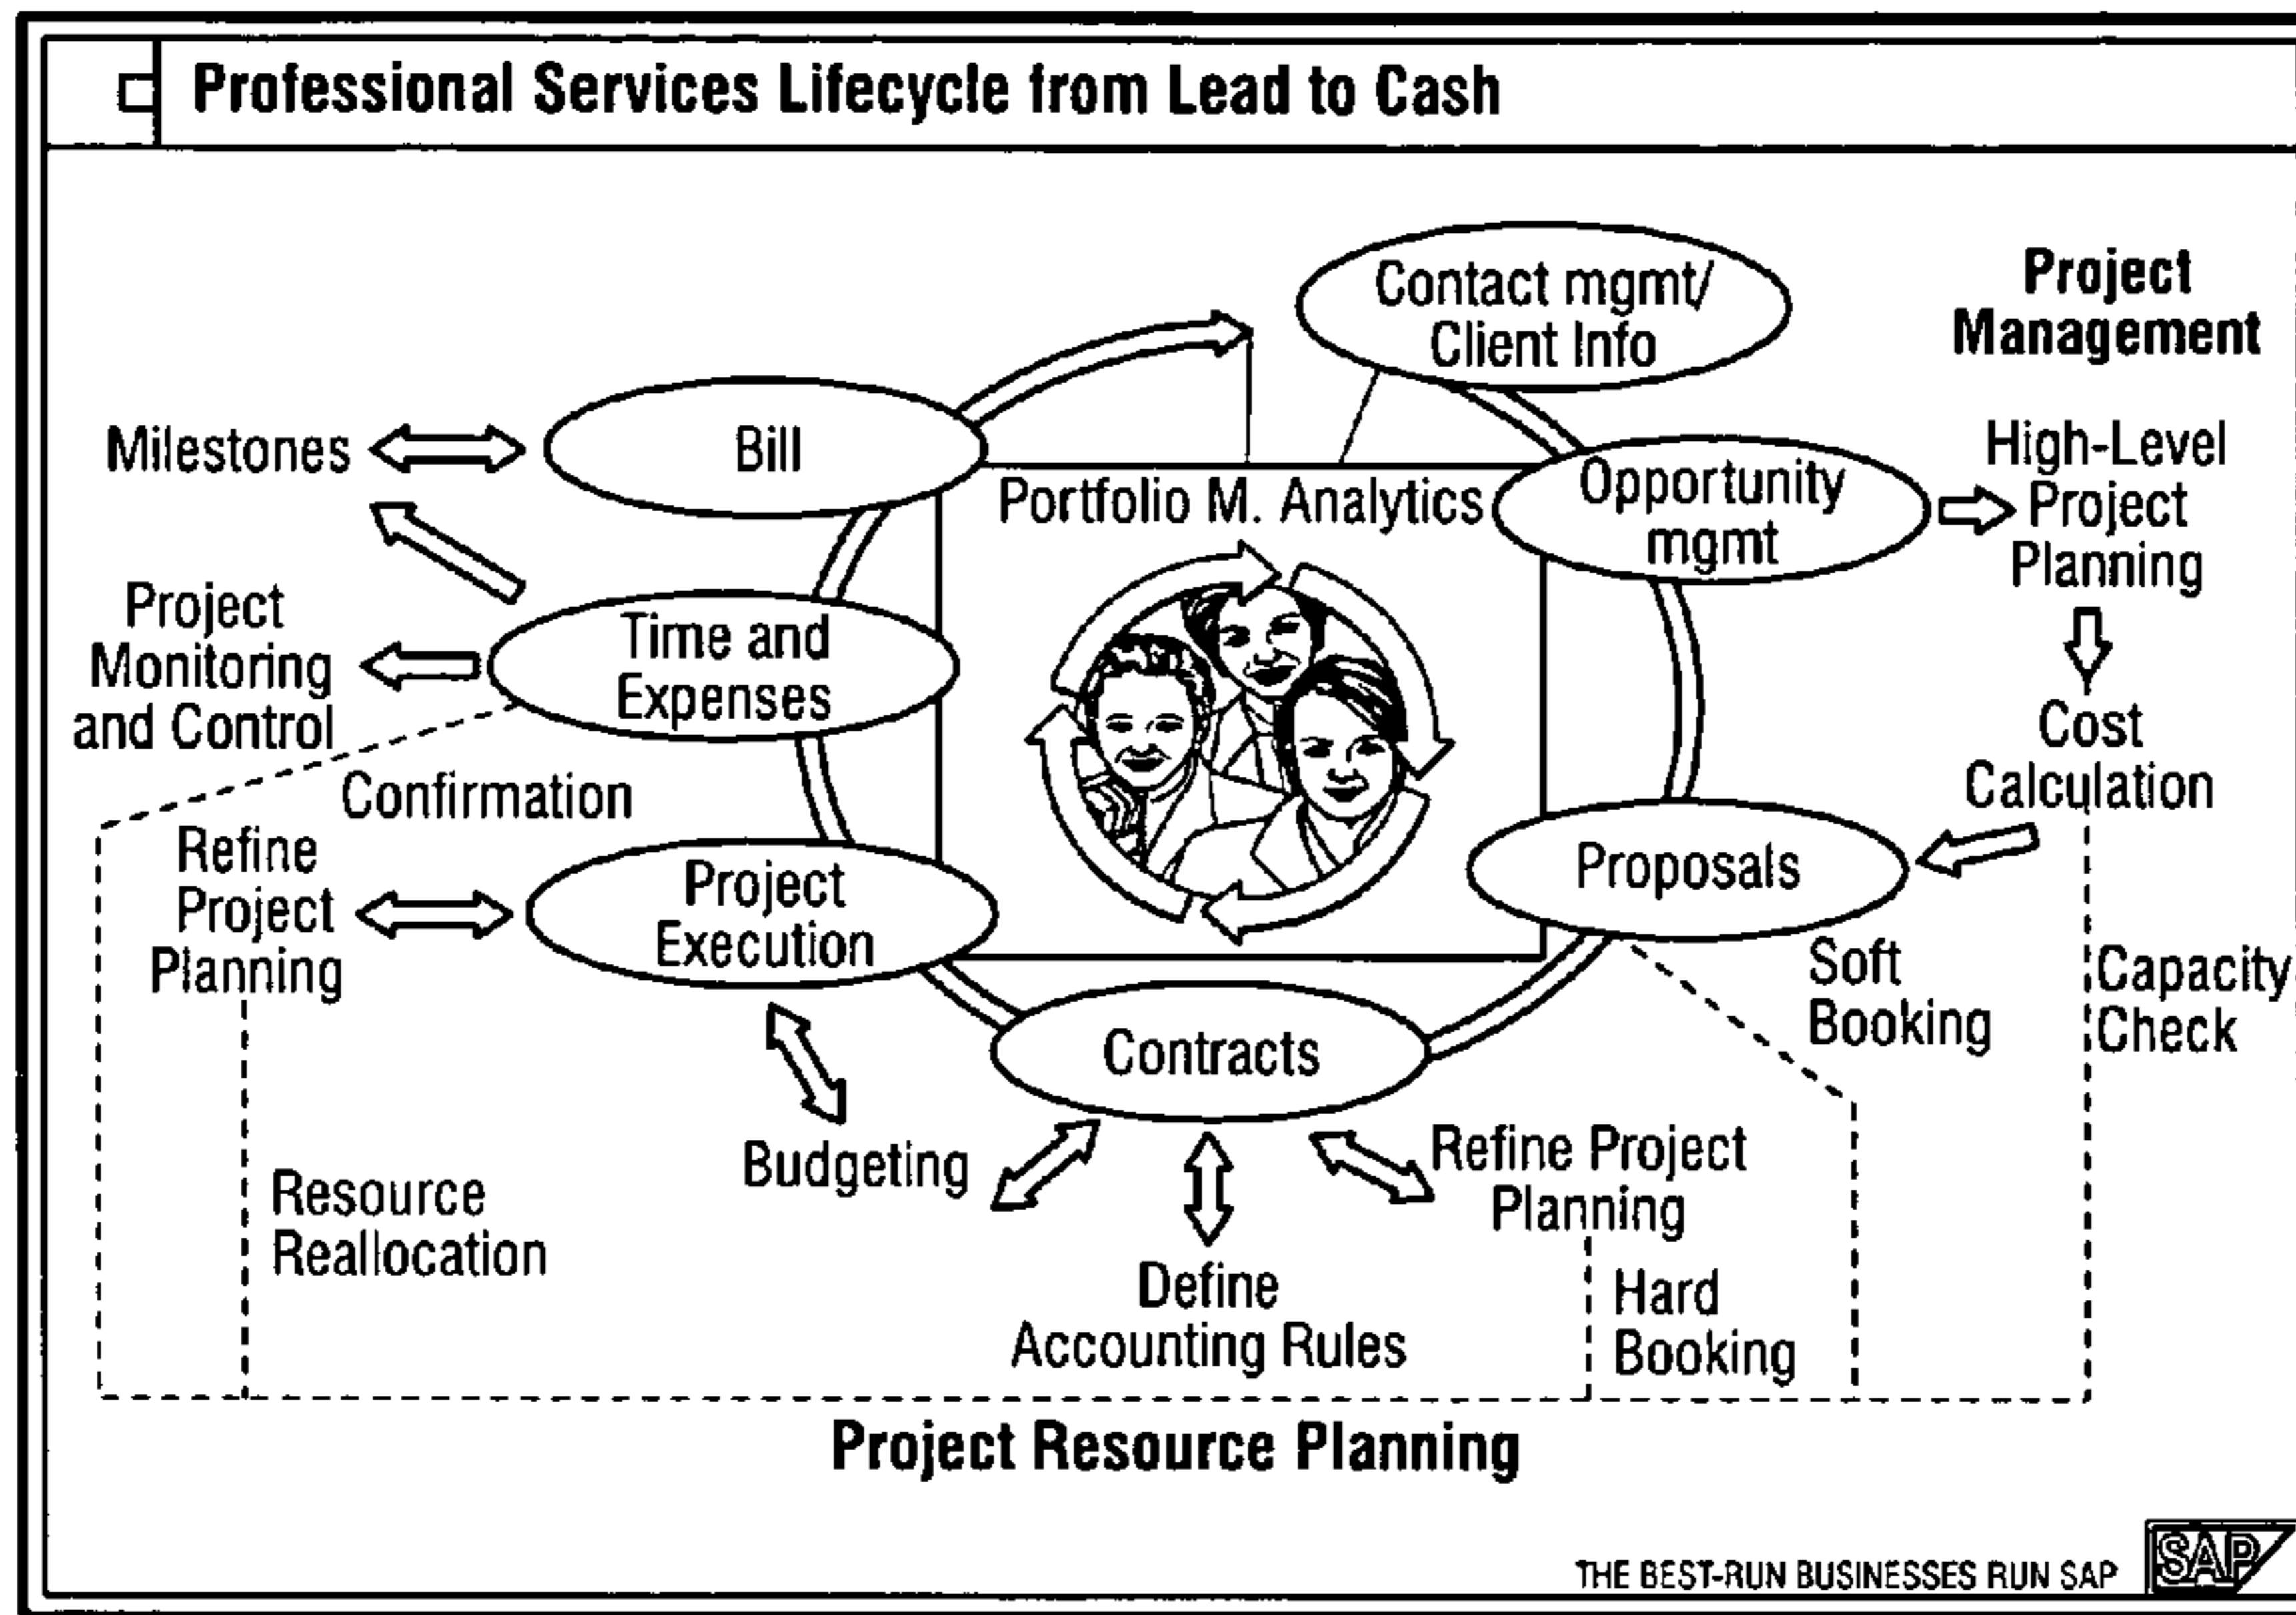 Professional Services Lifecycle from Lead to Cash
Contact mgmt/
Client Info
Project
Management
Bill
Milestones
Portfolio M. Analytics
Opportunity
mgmt
High-Level
Project
Planning
Time and
Expenses
Project
Monitoring
and Control
Cost
Calculation
Confirmation
Proposals
Refine
Project
Planning
Project
Execution
Soft
Booking
Capacity
Check
Contracts
Budgeting
Refine Project
Planning
Resource
Reallocation
Define
Accounting Rules
Hard
Booking
Project Resource Planning
THE BEST-RUN BUSINESSES RUN SAP
SAP